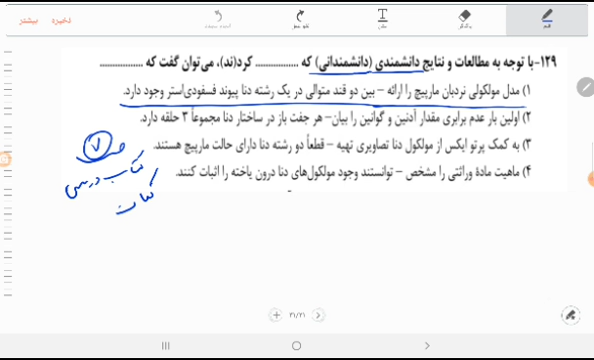 ذخیره
بیشتر
متن
پاک‌کن
قلم
۱۲۹- با توجه به مطالعات و نتایج دانشمندی (دانشمندانی) که .............. کرد(ند)، می‌توان گفت که ..............
۱) مدل مولکولی نردبان مارپیچ را ارائه – بین دو قند متوالی در یک رشته دنا پیوند فسفودی‌استر وجود دارد.
۲) اولین بار عدم برابری مقدار آدنین و گوانین را بیان – هر جفت باز در ساختار دنا مجموعاً ۳ حلقه دارد.
۳) به کمک پرتو ایکس از مولکول دنا تصاویری تهیه – قطعاً دو رشته دنا دارای حالت مارپیچ هستند.
۴) ماهیت مادۀ وراثتی را مشخص – توانستند وجود مولکول‌های دنا درون یاخته را اثبات کنند.
۷
کتاب درسی
۲۱/۲۱